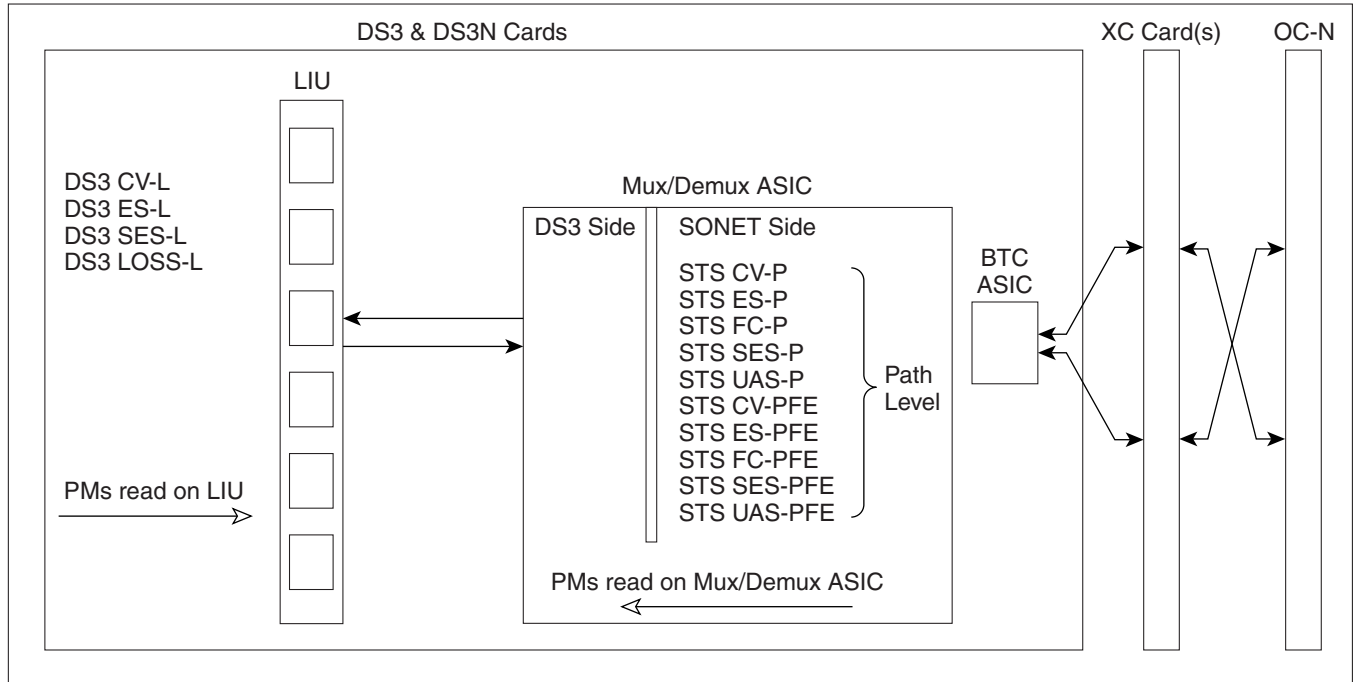 DS3 & DS3N Cards
XC Card(s)
OC-N
LIU
DS3 CV-L
DS3 ES-L
DS3 SES-L
DS3 LOSS-L
PMs read on LIU
Mux/Demux ASIC
DS3 Side
SONET Side
STS CV-P
STS ES-P
STS FC-P
STS SES-P
STS UAS-P
STS CV-PFE
STS ES-PFE
STS FC-PFE
STS SES-PFE
STS UAS-PFE
Path
Level
PMs read on Mux/Demux ASIC
BTC
ASIC